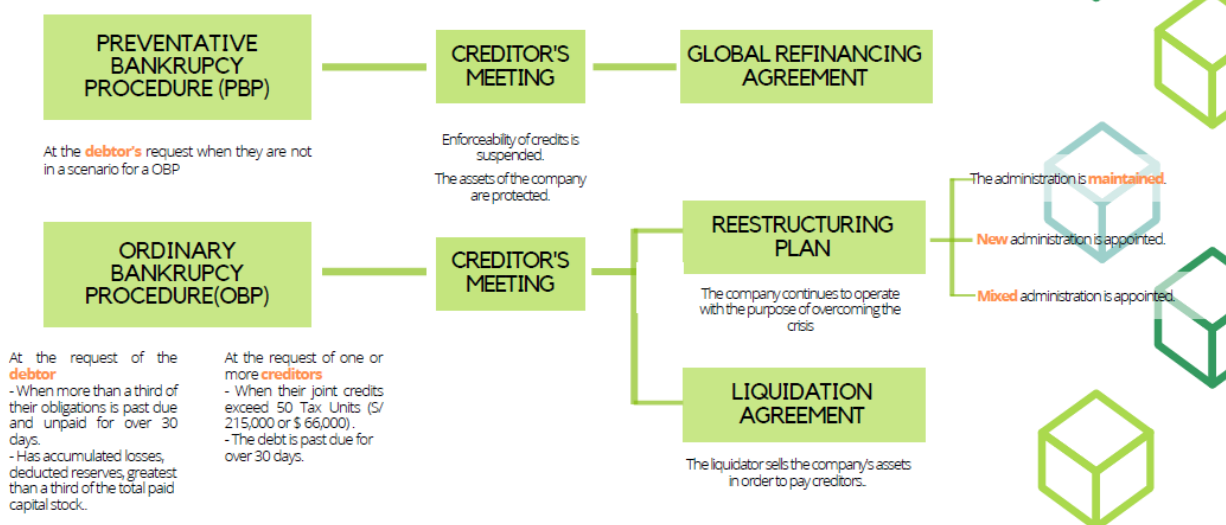 PREVENTATIVE
BANKRUPCY
PROCEDURE (PBP)
CREDITOR'S
MEETING
GLOBAL REFINANCING
AGREEMENT
At the debtor's request when they are not
in a scenario for a OBP
Enforceability of credits is
suspended.
The assets of the company
are protected.
ORDINARY
BANKRUPCY
PROCEDURE(OBP)
CREDITOR'S
MEETING
REESTRUCTURING
PLAN
The administration is maintained.
New administration is appointed.
Mixed administration is appointed.
The company continues to operate
with the purpose of overcoming the
crisis
At the request of the
debtor
- When more than a third of
their obligations is past due
and unpaid for over 30
days.
- Has accumulated losses,
deducted reserves, greatest
than a third of the total paid
capital stock..
At the request of one or
more creditors
- When their joint credits
exceed 50 Tax Units (S/
215,000 or $ 66,000) .
- The debt is past due for
over 30 days.
LIQUIDATION
AGREEMENT
The liquidator sells the company's assets
in order to pay creditors..